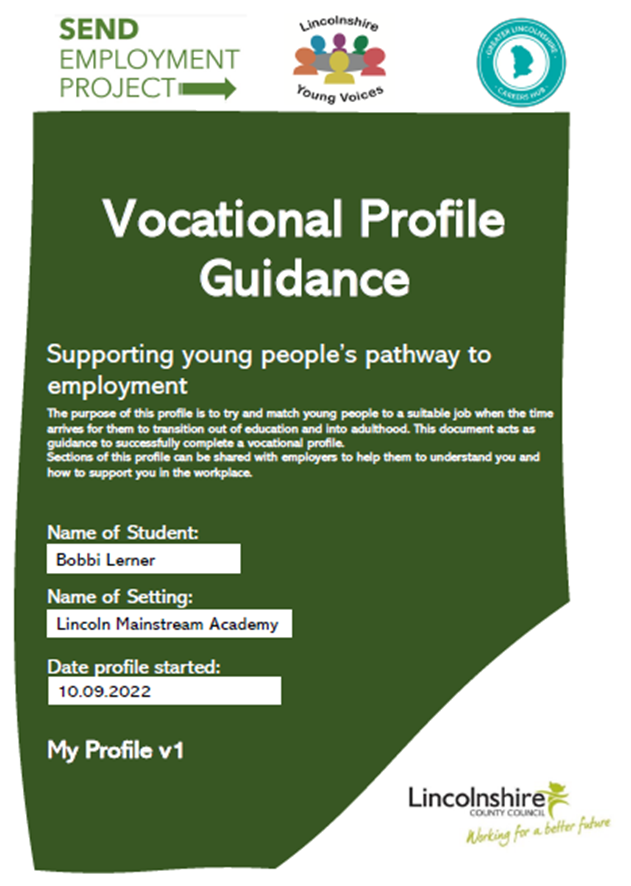 SEND
EMPLOYMENT
PROJECT
Lincolnshire
Young Voices
GREATER LINCOLNSHIRE
CAREERS HUB
Vocational Profile
Guidance
Supporting young people's pathway to
employment
The purpose of this profile is to try and match young people to a suitable job when the time
arrives for them to transition out of education and into adulthood. This document acts as
guidance to successfully complete a vocational profile.
Sections of this profile can be shared with employers to help them to understand you and
how to support you in the workplace.
Name of Student:
Bobbi Lerner
Name of Setting:
Lincoln Mainstream Academy
Date profile started:
10.09.2022
My Profile v1
Lincolnshire
COUNTY COUNCIL
Working for a better future